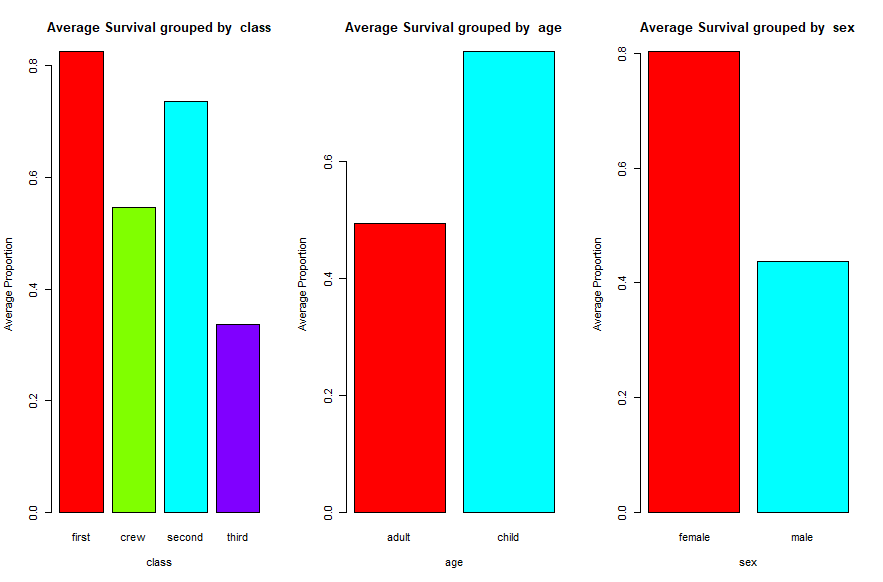 Average Survival grouped by  class
Average Proportion
0.8
0.6
0.4
0.2
0.0
first crew second third
class
Average Survival grouped by  age
Average Proportion
0.6
0.4
0.2
0.0
adult child
age
Average Survival grouped by  sex
Average Proportion
0.8
0.6
0.4
0.2
0.0
female male
sex